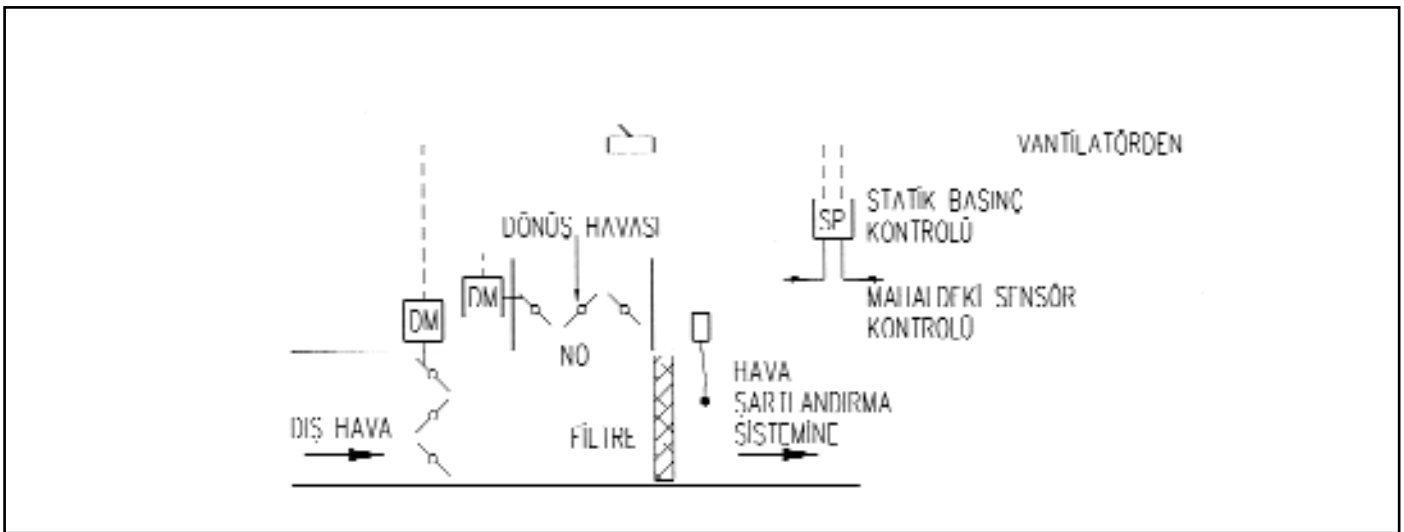 VANTİLATÖRDEN
STATİK BASINÇ
KONTROLÜ
SP
DÖNÜŞ HAVASI
MAHALDEKİ SENSÖR
KONTROLÜ
DM
DM
NO
HAVA
ŞARTLANDIRMA
SİSTEMİNE
DIŞ HAVA
FİLTRE